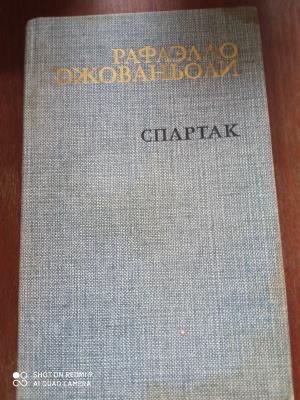 РАФАЭЛЛО
ДЖОВАНЬОЛИ
СПАРТАК
SHOT ON REDMI 9
AI QUAD CAMERA